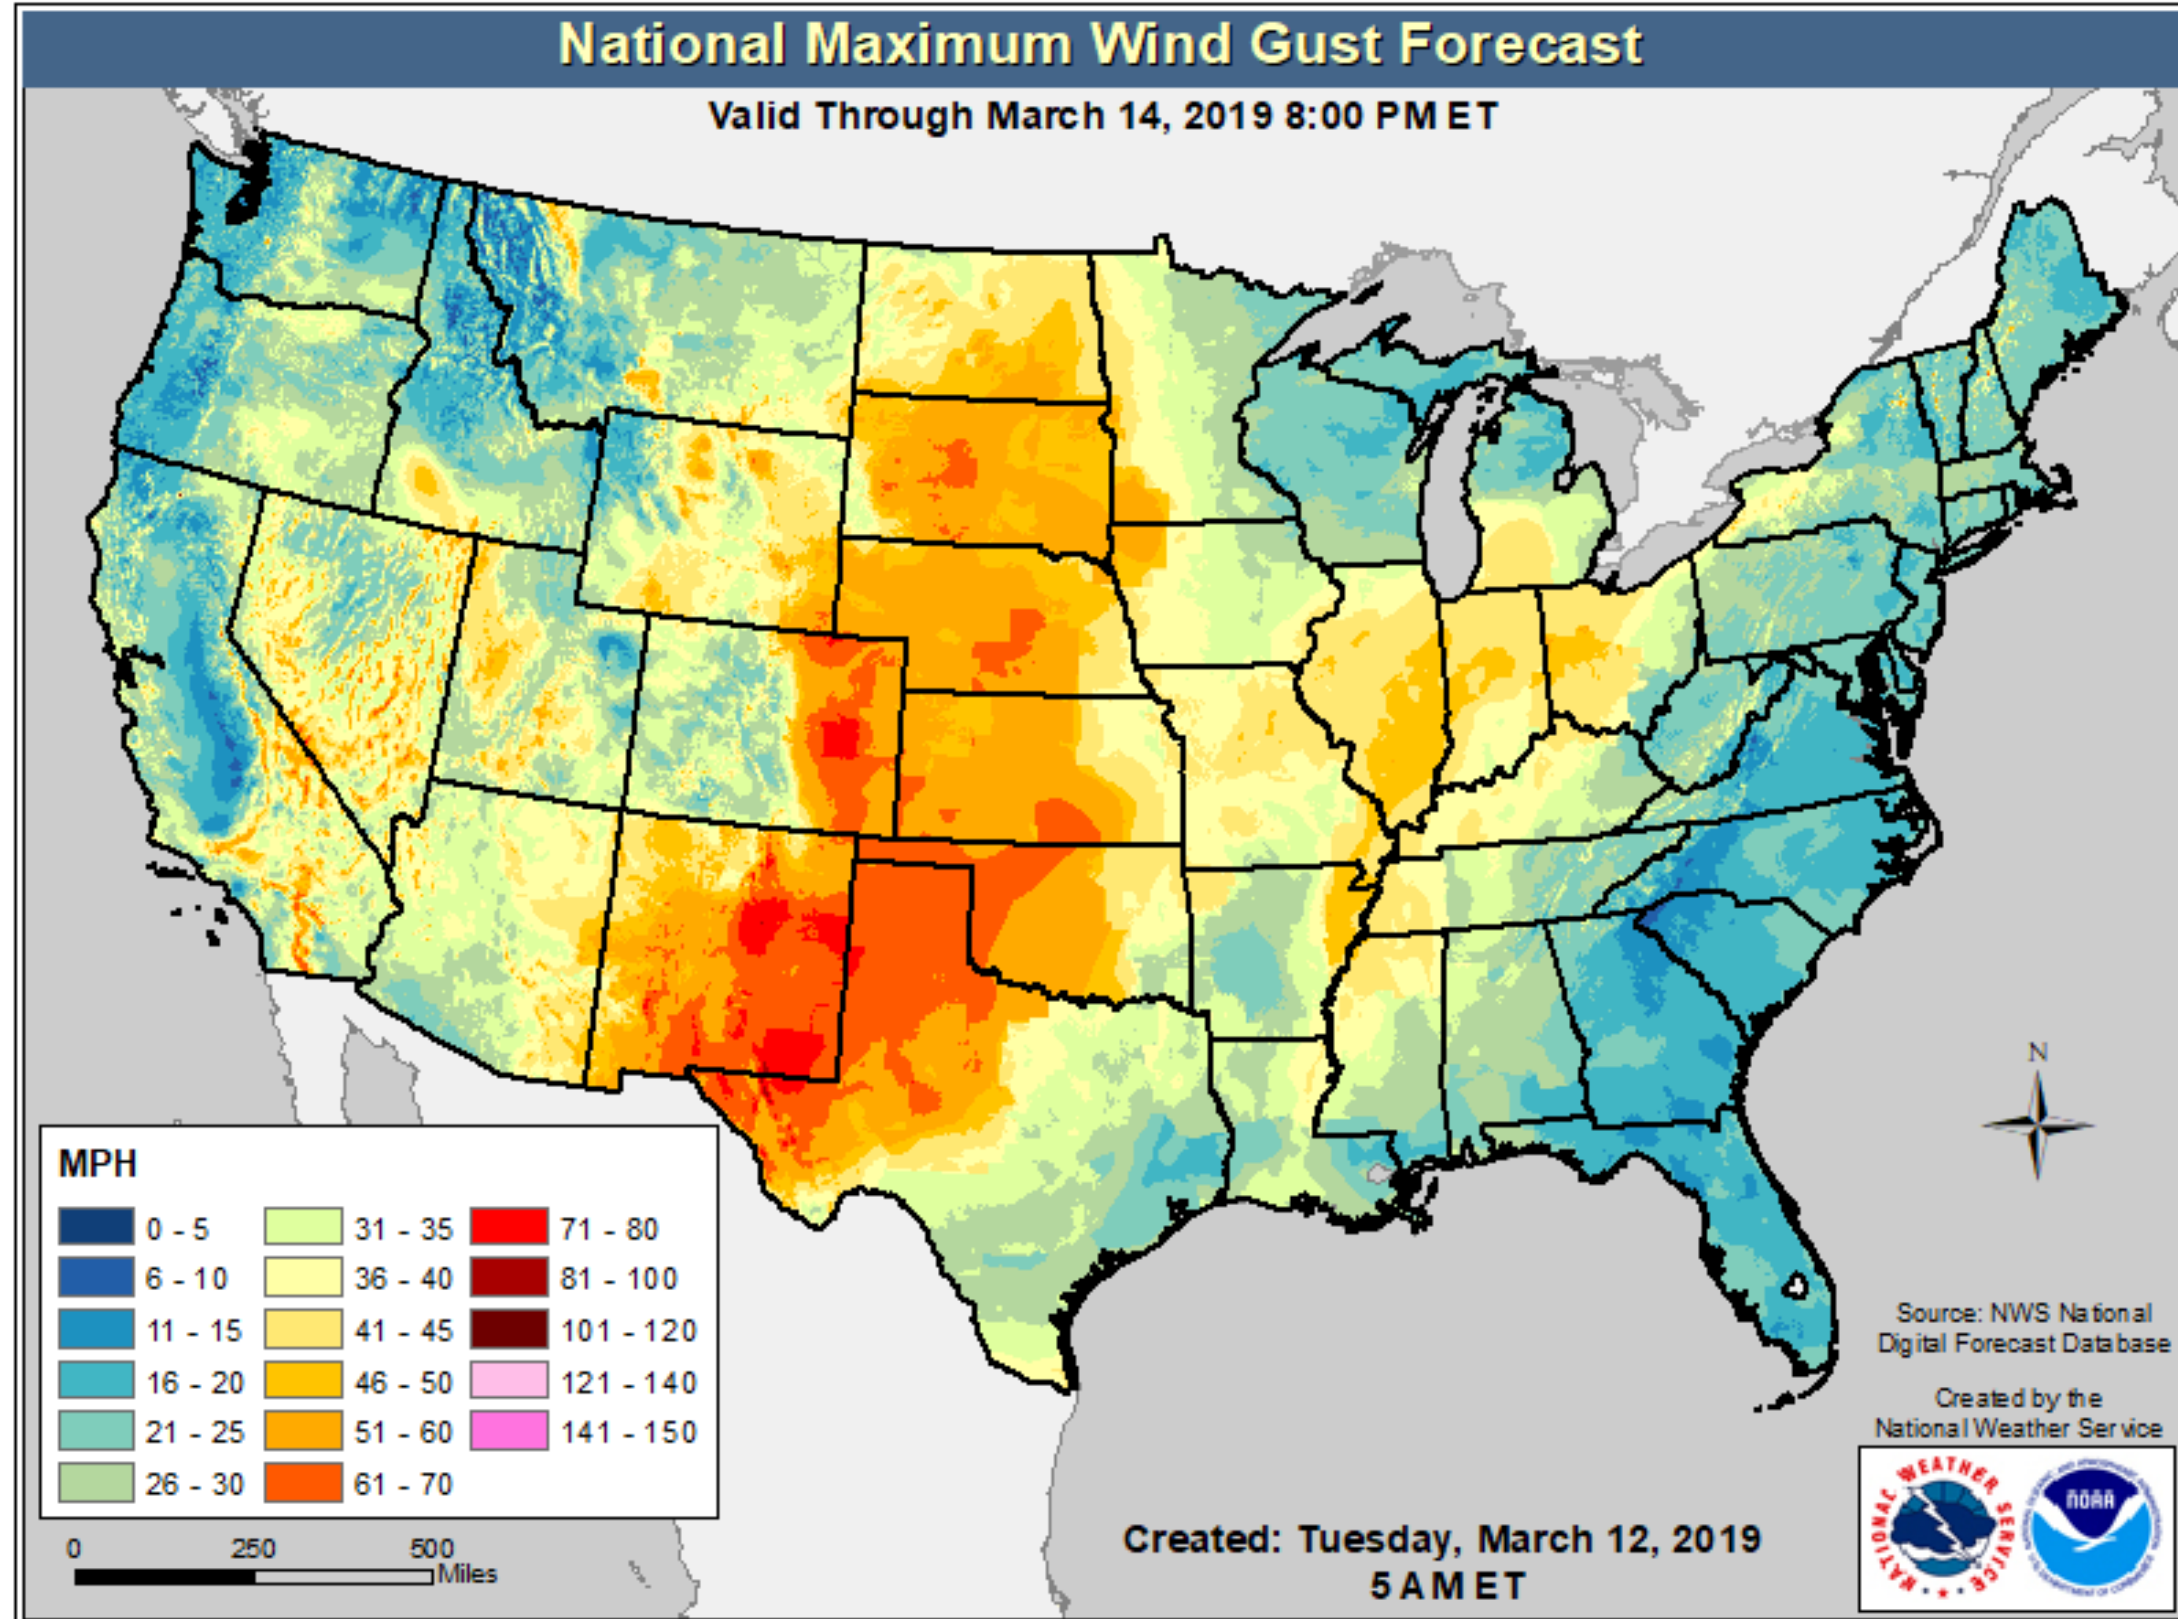 National Maximum Wind Gust Forecast
Valid Through March 14, 2019 8:00 PM ET
N
MPH
0 - 5
6 - 10
11 - 15
16 - 20
21 - 25
26 - 30
31 - 35
36 - 40
41 - 45
46 - 50
51 - 60
61 - 70
71 - 80
81 - 100
101 - 120
121 - 140
141 - 150
0 250 500
Miles
Source: NWS National
Digital Forecast Database
Created by the
National Weather Service
Created: Tuesday, March 12, 2019
5 AM ET
NATIONAL WEATHER SERVICE
NOAA